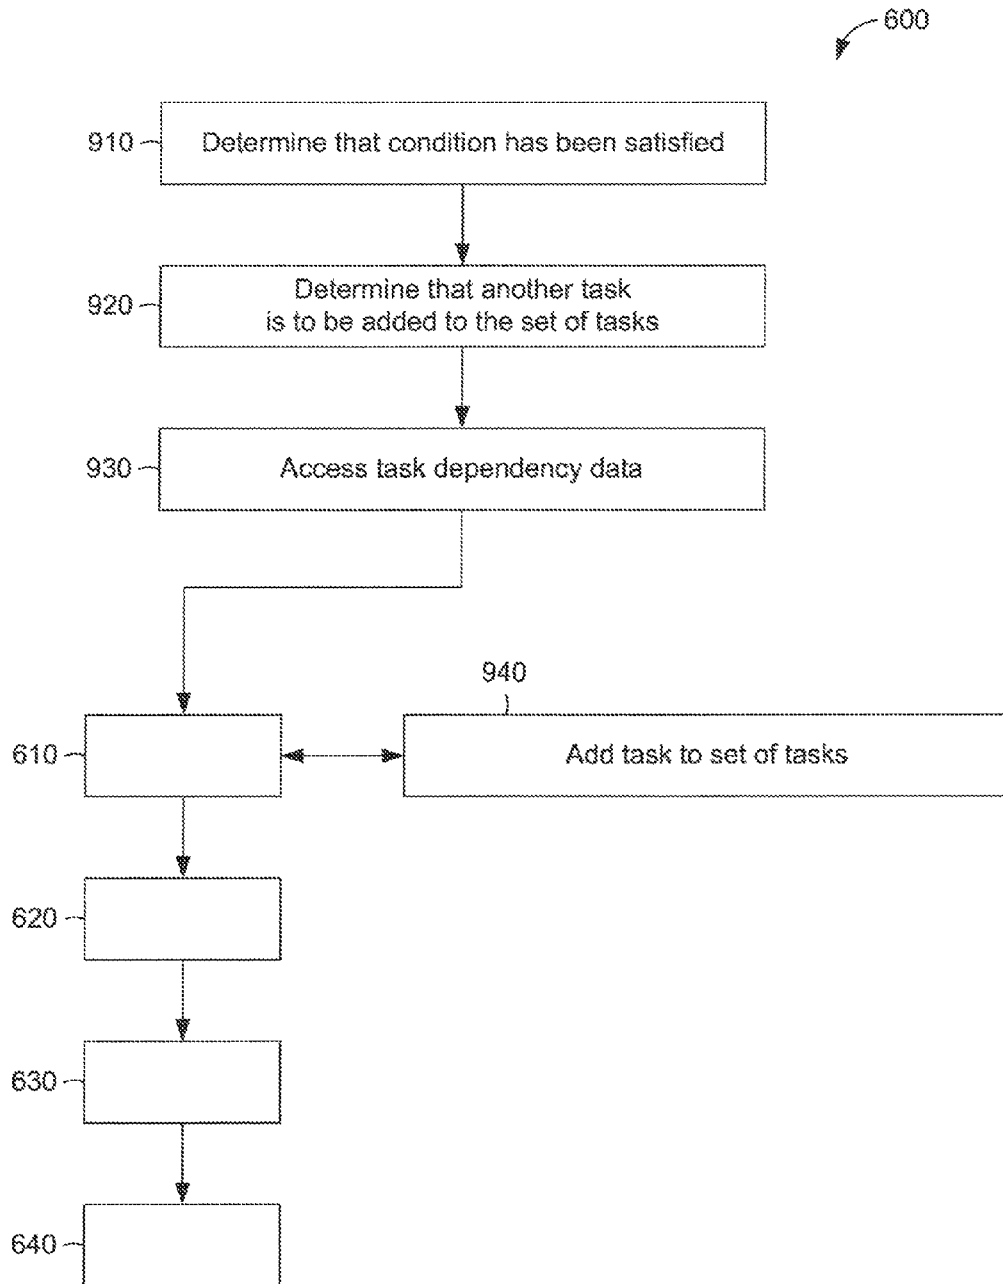 600
910
Determine that condition has been satisfied
920
Determine that another task
is to be added to the set of tasks
930
Access task dependency data
940
610
Add task to set of tasks
620
630
640